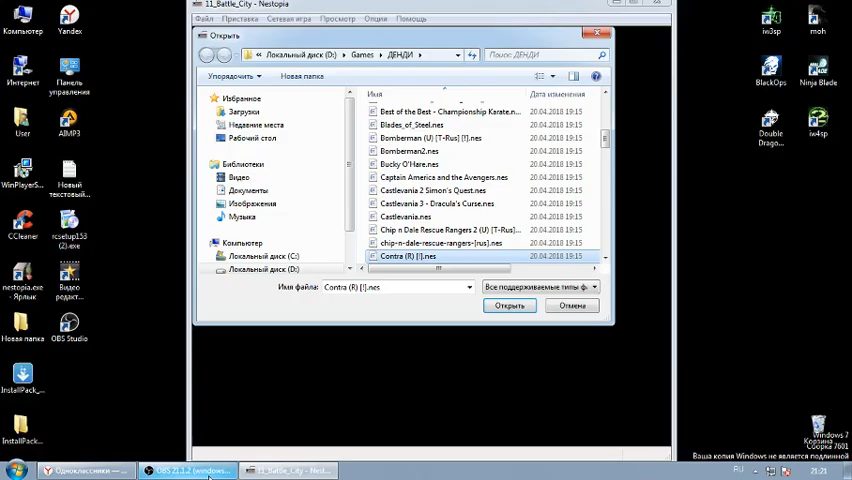 11_Battle_City - Nestopia
Файл Приставка Сетевая игра Просмотр Опции Помощь
Открыть
« Локальный диск (D:) Games ДЕНДИ
Поиск: ДЕНДИ
Упорядочить Новая папка
Избранное
Загрузки
Недавние места
Рабочий стол
Библиотеки
Видео
Документы
Изображения
Музыка
Компьютер
Локальный диск (C:)
Локальный диск (D:)
Имя Дата изменения
Best of the Best - Championship Karate.n... 20.04.2018 19:15
Blades_of_Steel.nes 20.04.2018 19:15
Bomberman (U) [T-Rus] [!].nes 20.04.2018 19:15
Bomberman2.nes 20.04.2018 19:15
Bucky O'Hare.nes 20.04.2018 19:15
Captain America and the Avengers.nes 20.04.2018 19:15
Castlevania 2 Simon's Quest.nes 20.04.2018 19:15
Castlevania 3 - Dracula's Curse.nes 20.04.2018 19:15
Castlevania.nes 20.04.2018 19:15
Chip n Dale Rescue Rangers 2 (U) [T-Rus]... 20.04.2018 19:15
chip-n-dale-rescue-rangers-[rus].nes 20.04.2018 19:15
Contra (R) [!].nes 20.04.2018 19:15
Имя файла: Contra (R) [!].nes
Все поддерживаемые типы ф
Открыть Отмена
Компьютер
Yandex
Интернет
Панель
управления
User
AIMP3
WinPlayerS...
Новый
текстовый...
CCleaner
rcsetup153
(2).exe
nestopia.exe
- Ярлык
Видео
редакт...
Новая папка
OBS Studio
InstallPack_...
InstallPack...
iw3sp
moh
BlackOps
Ninja Blade
Double
Drago...
iw4sp
Корзина
Windows 7
Сборка 7601
Ваша копия Windows не является подлинной
Одноклассники —...
OBS 21.1.2 (windows...
11_Battle_City - Nest...
RU
21:21